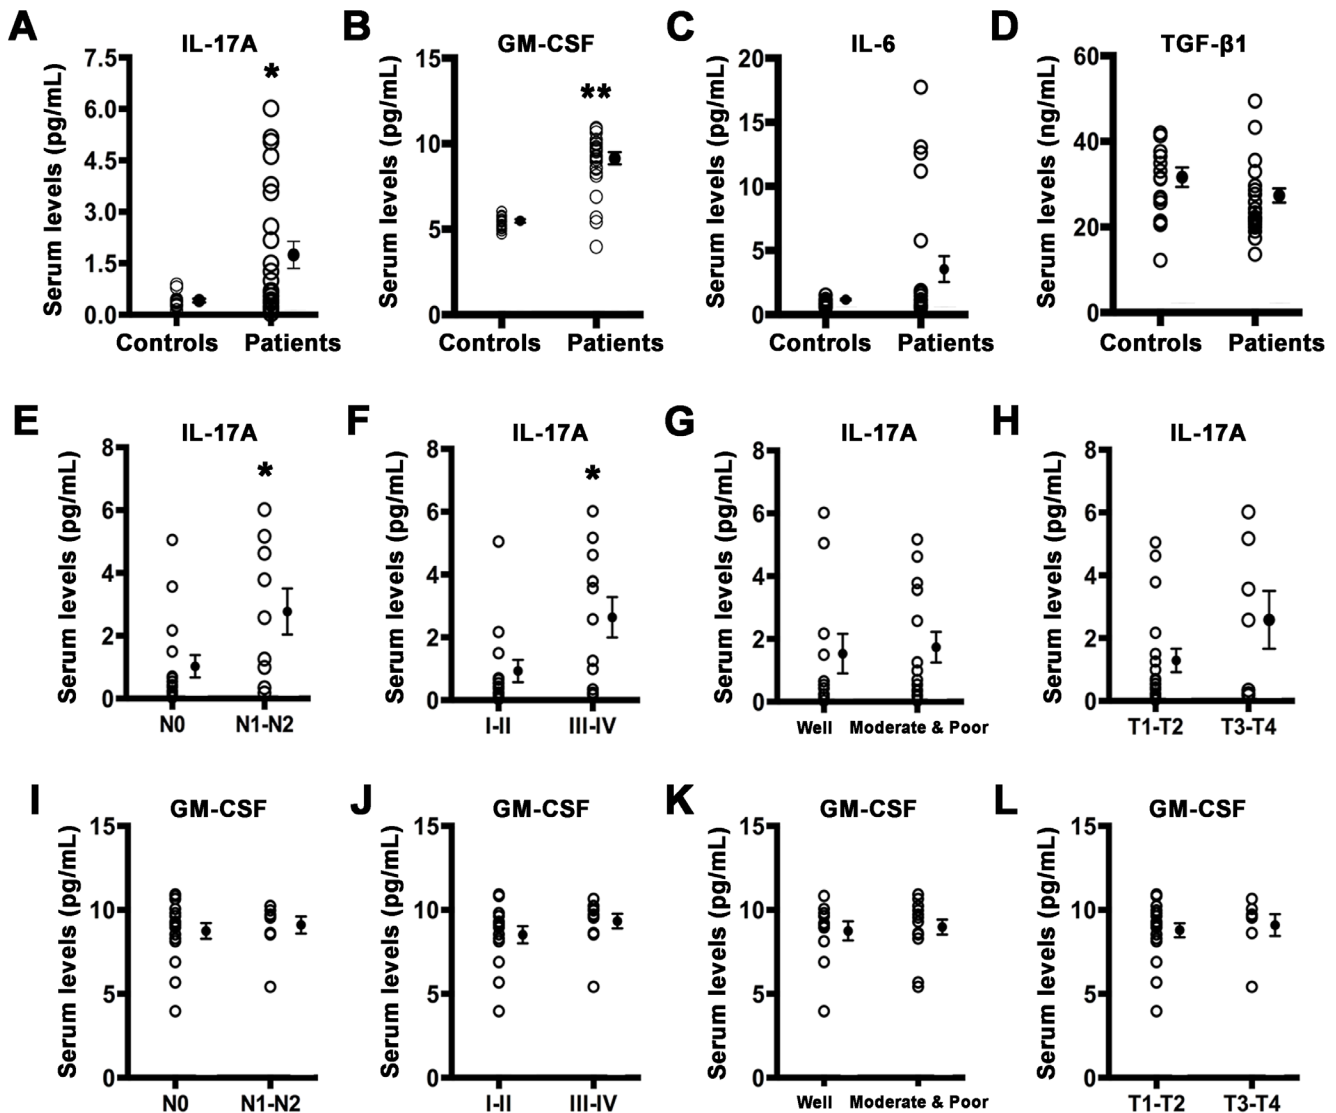 A
IL-17A
Serum levels (pg/mL)
7.5
6.0
4.5
3.0
1.5
0.0
*
Controls Patients
B
GM-CSF
Serum levels (pg/mL)
15
10
5
0
**
Controls Patients
C
IL-6
Serum levels (pg/mL)
20
15
10
5
0
Controls Patients
D
TGF-β1
Serum levels (ng/mL)
60
40
20
0
Controls Patients
E
IL-17A
Serum levels (pg/mL)
8
6
4
2
0
*
N0 N1-N2
F
IL-17A
Serum levels (pg/mL)
8
6
4
2
0
*
I-II III-IV
G
IL-17A
Serum levels (pg/mL)
8
6
4
2
0
Well Moderate & Poor
H
IL-17A
Serum levels (pg/mL)
8
6
4
2
0
T1-T2 T3-T4
I
GM-CSF
Serum levels (pg/mL)
15
10
5
0
N0 N1-N2
J
GM-CSF
Serum levels (pg/mL)
15
10
5
0
I-II III-IV
K
GM-CSF
Serum levels (pg/mL)
15
10
5
0
Well Moderate & Poor
L
GM-CSF
Serum levels (pg/mL)
15
10
5
0
T1-T2 T3-T4